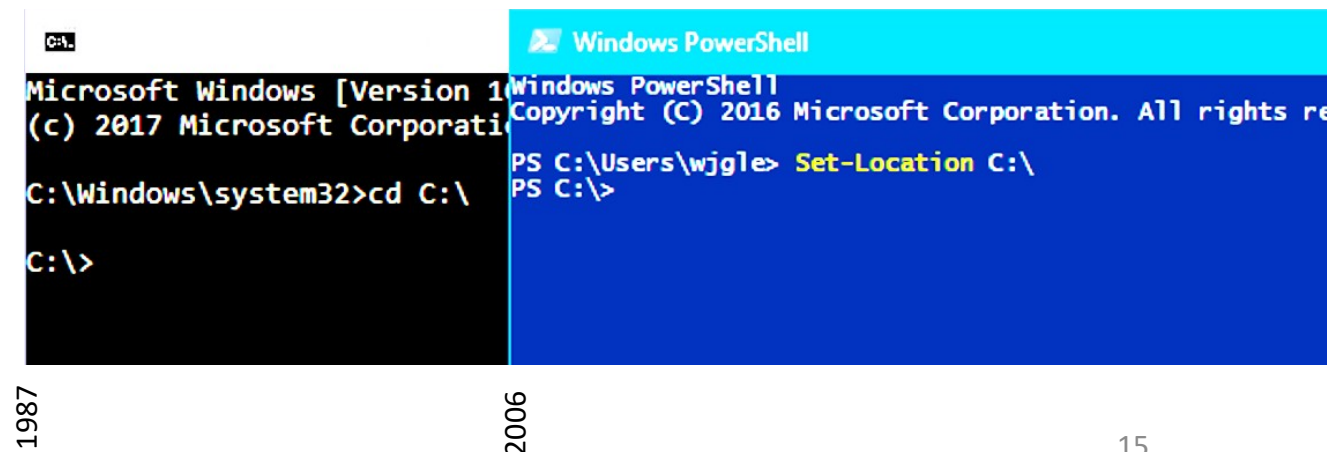 C:\.
Microsoft Windows [Version 1
(c) 2017 Microsoft Corporati
C:\Windows\system32>cd C:\
C:\>
Windows PowerShell
Windows PowerShell
Copyright (C) 2016 Microsoft Corporation. All rights re
PS C:\Users\wjgle> Set-Location C:\
PS C:\>
1987
2006
15